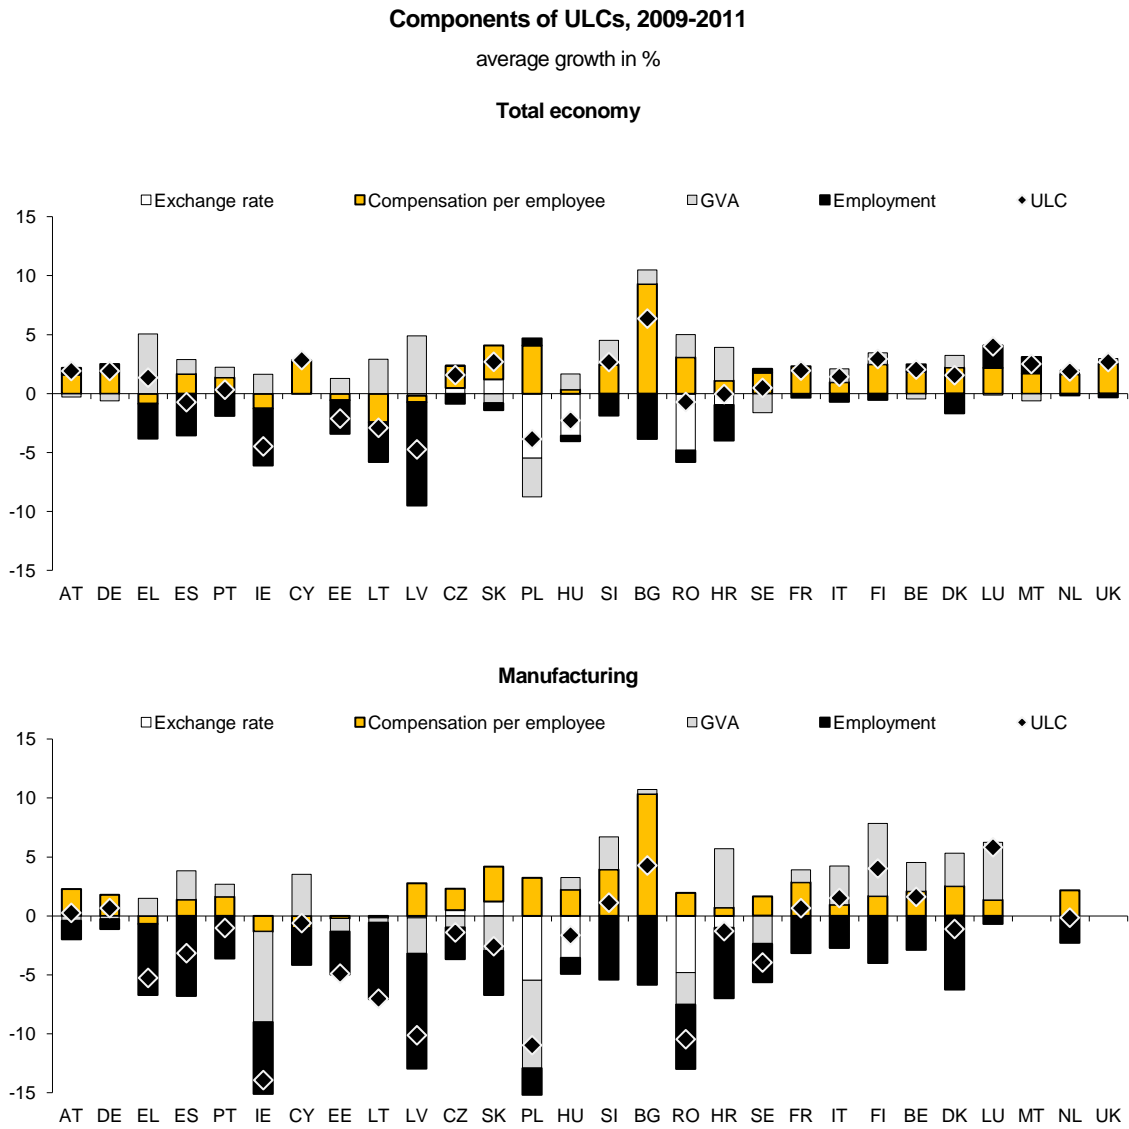 Components of ULCs, 2009-2011
average growth in %
Total economy
Exchange rate Compensation per employee GVA Employment ULC
15
10
5
0
-5
-10
-15
AT DE EL ES PT IE CY EE LT LV CZ SK PL HU SI BG RO HR SE FR IT FI BE DK LU MT NL UK
Manufacturing
Exchange rate Compensation per employee GVA Employment ULC
15
10
5
0
-5
-10
-15
AT DE EL ES PT IE CY EE LT LV CZ SK PL HU SI BG RO HR SE FR IT FI BE DK LU MT NL UK